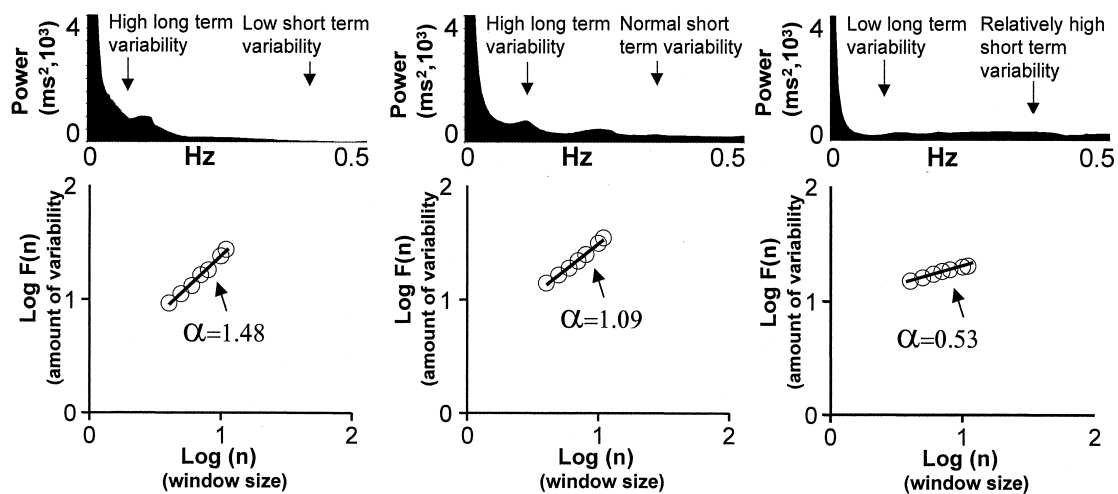 4
0
Power
(ms²,10³)
High long term
variability
Low short term
variability
0
Hz
0.5
4
0
Power
(ms²,10³)
High long term
variability
Normal short
term variability
0
Hz
0.5
4
0
Power
(ms²,10³)
Low long term
variability
Relatively high
short term
variability
0
Hz
0.5
2
1
0
Log F(n)
(amount of variability)
α=1.48
0
1
2
Log (n)
(window size)
2
1
0
Log F(n)
(amount of variability)
α=1.09
0
1
2
Log (n)
(window size)
2
1
0
Log F(n)
(amount of variability)
α=0.53
0
1
2
Log (n)
(window size)